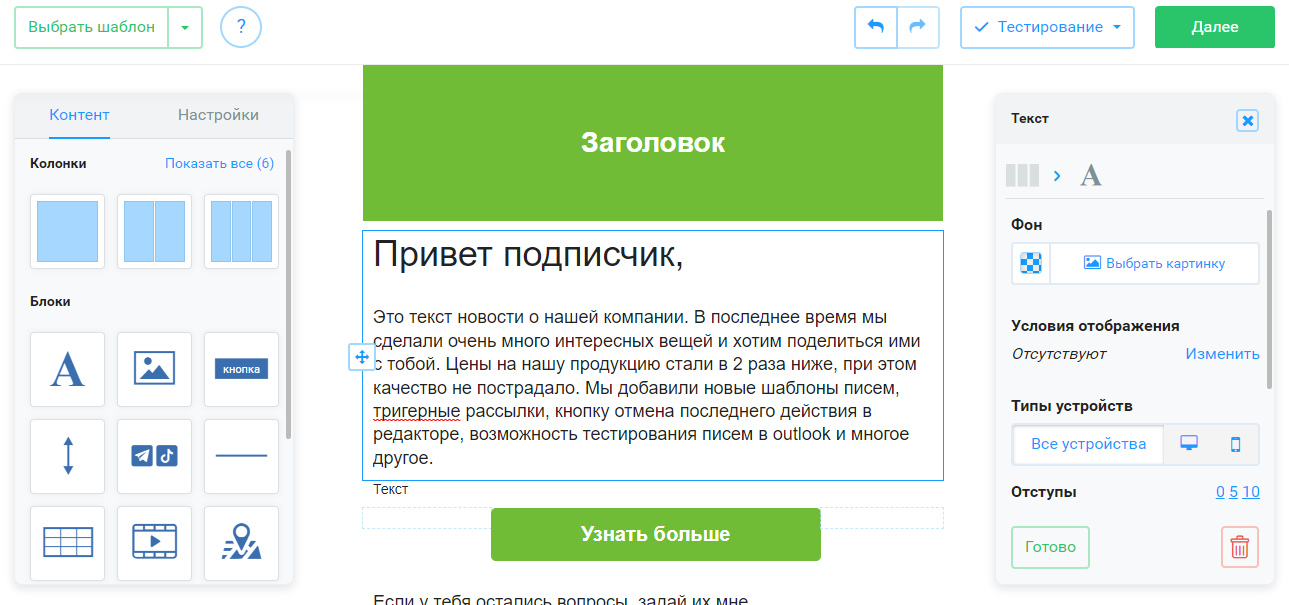 Выбрать шаблон
?
Тестирование
Далее
Контент
Настройки
Колонки
Показать все (6)
Блоки
A
кнопка
Заголовок
Привет подписчик,
Это текст новости о нашей компании. В последнее время мы
сделали очень много интересных вещей и хотим поделиться ими
с тобой. Цены на нашу продукцию стали в 2 раза ниже, при этом
качество не пострадало. Мы добавили новые шаблоны писем,
тригерные рассылки, кнопку отмена последнего действия в
редакторе, возможность тестирования писем в outlook и многое
другое.
Текст
Узнать больше
Если у тебя остались вопросы, задай их мне
Текст
A
Фон
Выбрать картинку
Условия отображения
Отсутствуют
Изменить
Типы устройств
Все устройства
Отступы
0 5 10
Готово